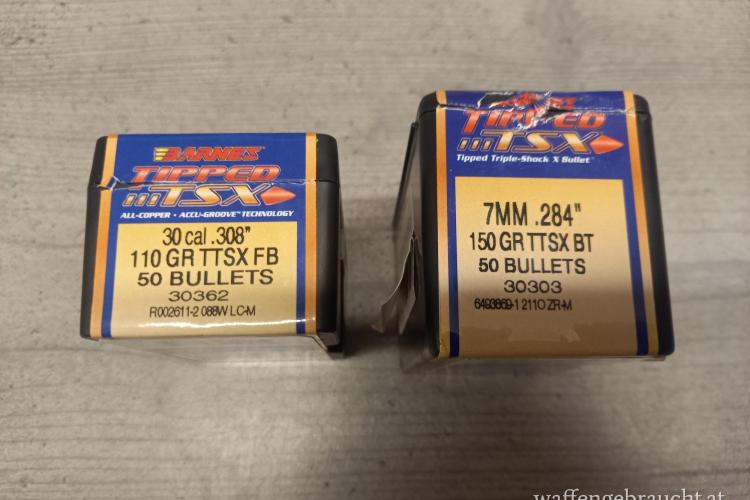 BARNES
TIPPED
TSX
ALL-COPPER • ACCU-GROOVE™ TECHNOLOGY
30 cal .308"
110 GR TTSX FB
50 BULLETS
30362
R002611-2 088W LC-M
TIPPED
TSX
Tipped Triple-Shock X Bullet™
7MM .284"
150 GR TTSX BT
50 BULLETS
30303
6493869-1 2110 ZR-M
waffengebraucht.at